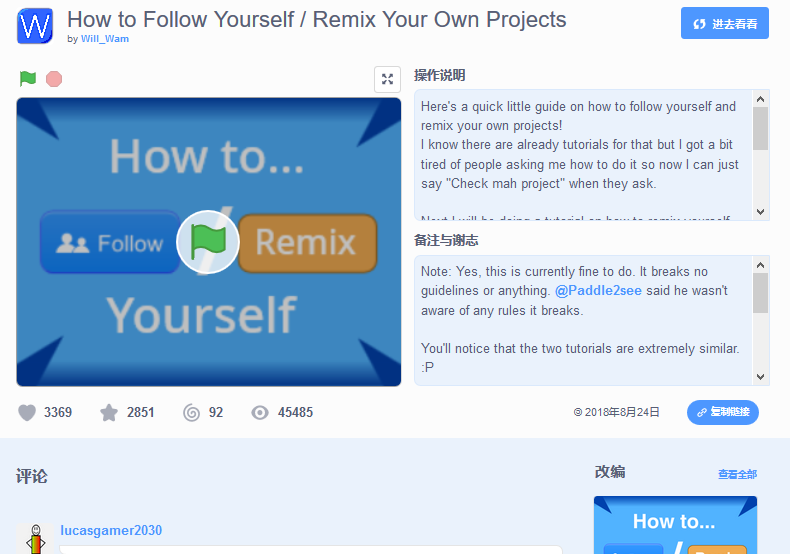 W
How to Follow Yourself / Remix Your Own Projects
by Will_Wam
进去看看
How to...
Follow
/
Remix
Yourself
操作说明
Here's a quick little guide on how to follow yourself and
remix your own projects!
I know there are already tutorials for that but I got a bit
tired of people asking me how to do it so now I can just
say "Check mah project" when they ask.
备注与谢志
Note: Yes, this is currently fine to do. It breaks no
guidelines or anything. @Paddle2see said he wasn't
aware of any rules it breaks.
You'll notice that the two tutorials are extremely similar.
:P
3369
2851
92
45485
© 2018年8月24日
复制链接
评论
lucasgamer2030
改编
查看全部
How to...